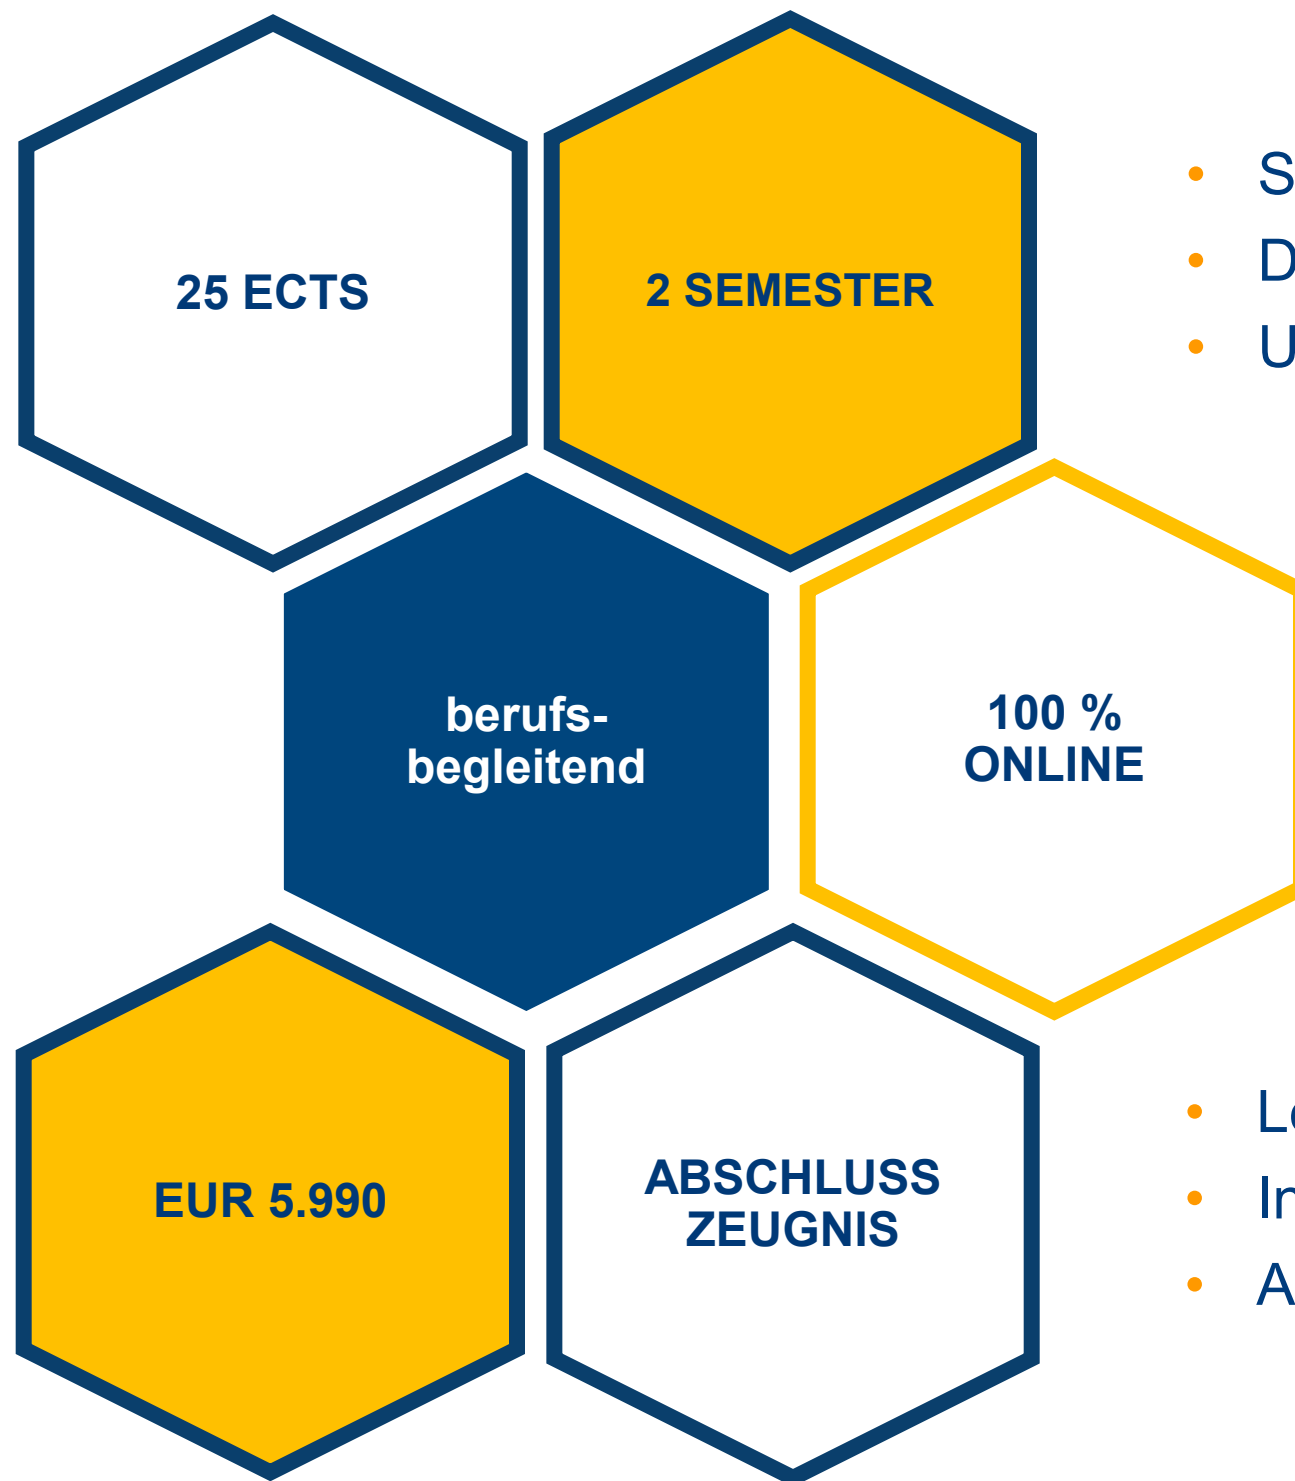 25 ECTS
2 SEMESTER
berufs-
begleitend
100 %
ONLINE
EUR 5.990
ABSCHLUSS
ZEUGNIS